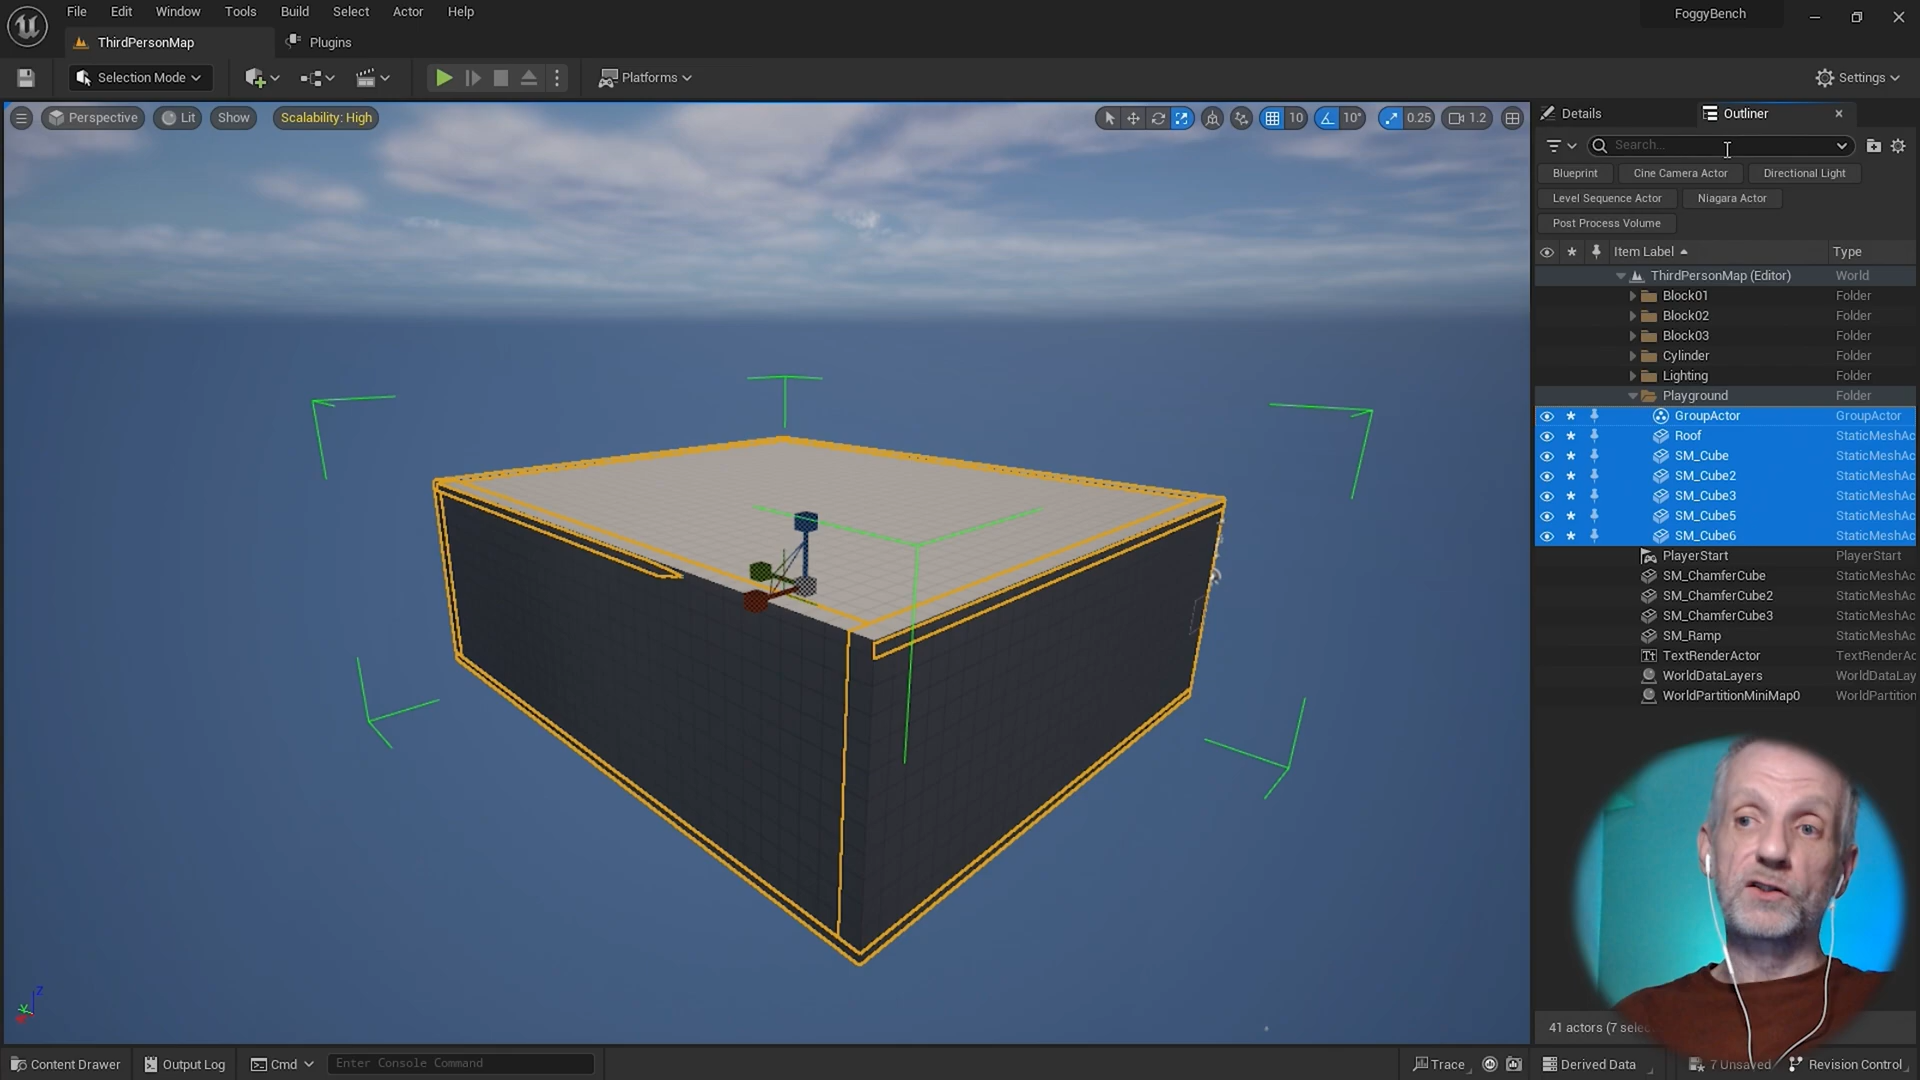 File Edit Window Tools Build Select Actor Help
FoggyBench
ThirdPersonMap
Plugins
Selection Mode
Platforms
Settings
Perspective
Lit
Show
Scalability: High
10
10°
0.25
1.2
Details
Outliner
Search...
Blueprint
Cine Camera Actor
Directional Light
Level Sequence Actor
Niagara Actor
Post Process Volume
Item Label
Type
ThirdPersonMap (Editor) World
Block01 Folder
Block02 Folder
Block03 Folder
Cylinder Folder
Lighting Folder
Playground Folder
GroupActor GroupActor
Roof StaticMeshAc
SM_Cube StaticMeshAc
SM_Cube2 StaticMeshAc
SM_Cube3 StaticMeshAc
SM_Cube5 StaticMeshAc
SM_Cube6 StaticMeshAc
PlayerStart PlayerStart
SM_ChamferCube StaticMeshAc
SM_ChamferCube2 StaticMeshAc
SM_ChamferCube3 StaticMeshAc
SM_Ramp StaticMeshAc
TextRenderActor TextRenderAc
WorldDataLayers WorldDataLay
WorldPartitionMiniMap0 WorldPartition
41 actors (7 selec
Z
Content Drawer
Output Log
Cmd
Enter Console Command
Trace
Derived Data
7 Unsaved
Revision Control